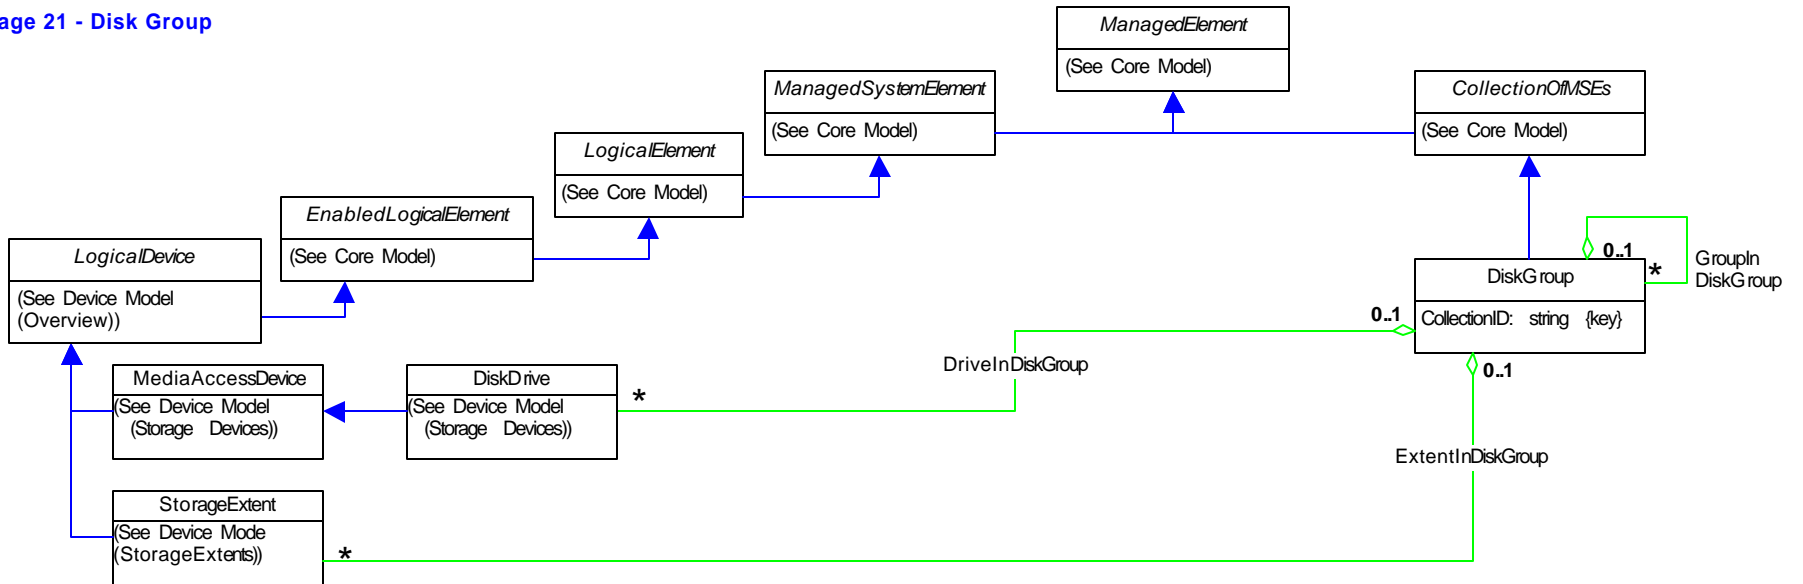 age 21 - Disk Group
ManagedElement
(See Core Model)
ManagedSystemElement
(See Core Model)
CollectionOfMSEs
(See Core Model)
LogicalElement
(See Core Model)
EnabledLogicalElement
(See Core Model)
LogicalDevice
(See Device Model
(Overview))
0..1
*
GroupIn
DiskGroup
DiskGroup
CollectionID: string {key}
0..1
DriveInDiskGroup
0..1
MediaAccessDevice
(See Device Model
(Storage Devices))
DiskDrive
(See Device Model
(Storage Devices))
*
ExtentInDiskGroup
StorageExtent
(See Device Mode
(StorageExtents))
*